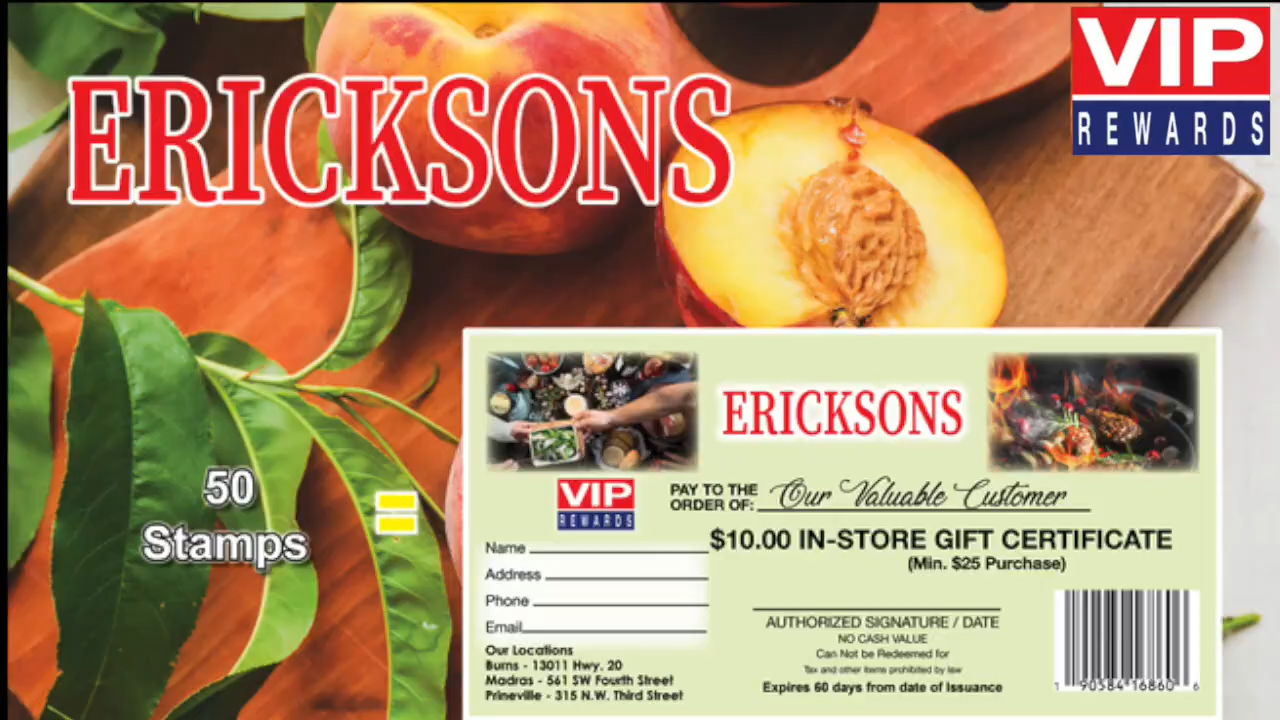 ERICKSONS
VIP
REWARDS
50
Stamps
=
ERICKSONS
VIP
REWARDS
PAY TO THE
ORDER OF: Our Valuable Customer
$10.00 IN-STORE GIFT CERTIFICATE
(Min. $25 Purchase)
Name
Address
Phone
Email
Our Locations
Burns - 13011 Hwy. 20
Madras - 561 SW Fourth Street
Prineville - 315 N.W. Third Street
AUTHORIZED SIGNATURE / DATE
NO CASH VALUE
Can Not be Redeemed for
Tax and other items prohibited by law
Expires 60 days from date of Issuance
1 90584 16860 6